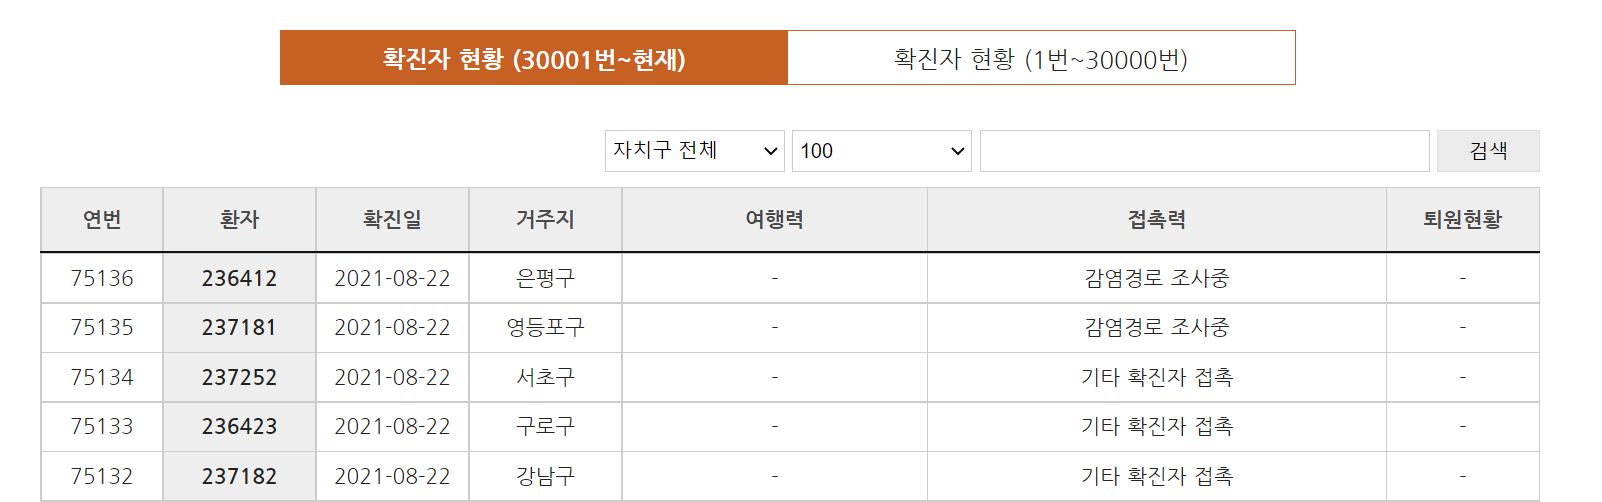 확진자 현황 (30001번~현재) 확진자 현황 (1번~30000번)
자치구 전체 100 검색
연번 환자 확진일 거주지 여행력 접촉력 퇴원현황
75136 236412 2021-08-22 은평구 - 감염경로 조사중 -
75135 237181 2021-08-22 영등포구 - 감염경로 조사중 -
75134 237252 2021-08-22 서초구 - 기타 확진자 접촉 -
75133 236423 2021-08-22 구로구 - 기타 확진자 접촉 -
75132 237182 2021-08-22 강남구 - 기타 확진자 접촉 -